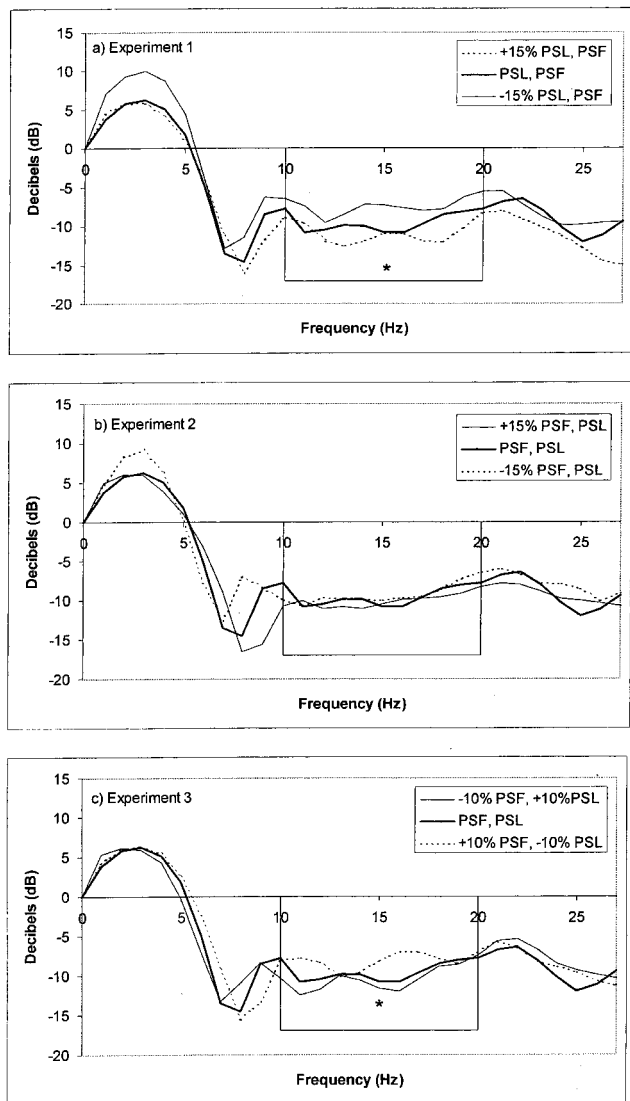 a) Experiment 1
+15% PSL, PSF
PSL, PSF
-15% PSL, PSF
15
10
5
0
-5
-10
-15
-20
0
5
10
15
20
25
*
Decibels (dB)
Frequency (Hz)
b) Experiment 2
+15% PSF, PSL
PSF, PSL
-15% PSF, PSL
15
10
5
0
-5
-10
-15
-20
0
5
10
15
20
25
Decibels (dB)
Frequency (Hz)
c) Experiment 3
-10% PSF, +10%PSL
PSF, PSL
+10% PSF, -10% PSL
15
10
5
0
-5
-10
-15
-20
0
5
10
15
20
25
*
Decibels (dB)
Frequency (Hz)